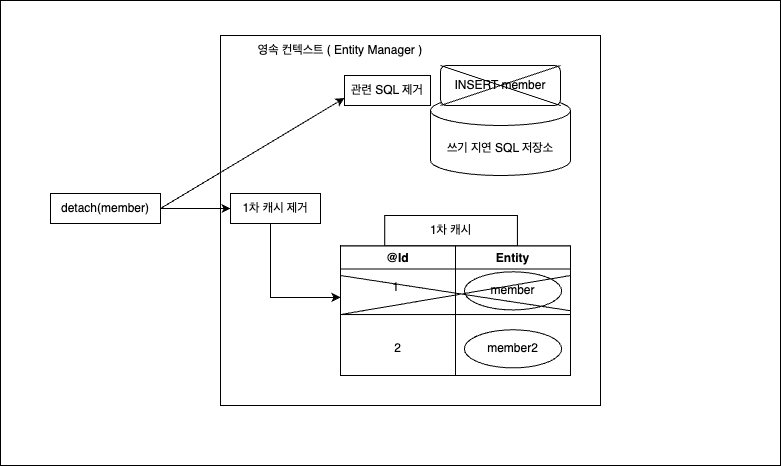 영속 컨텍스트 ( Entity Manager )
관련 SQL 제거
INSERT member
쓰기 지연 SQL 저장소
detach(member)
1차 캐시 제거
1차 캐시
@Id Entity
1 member
2 member2